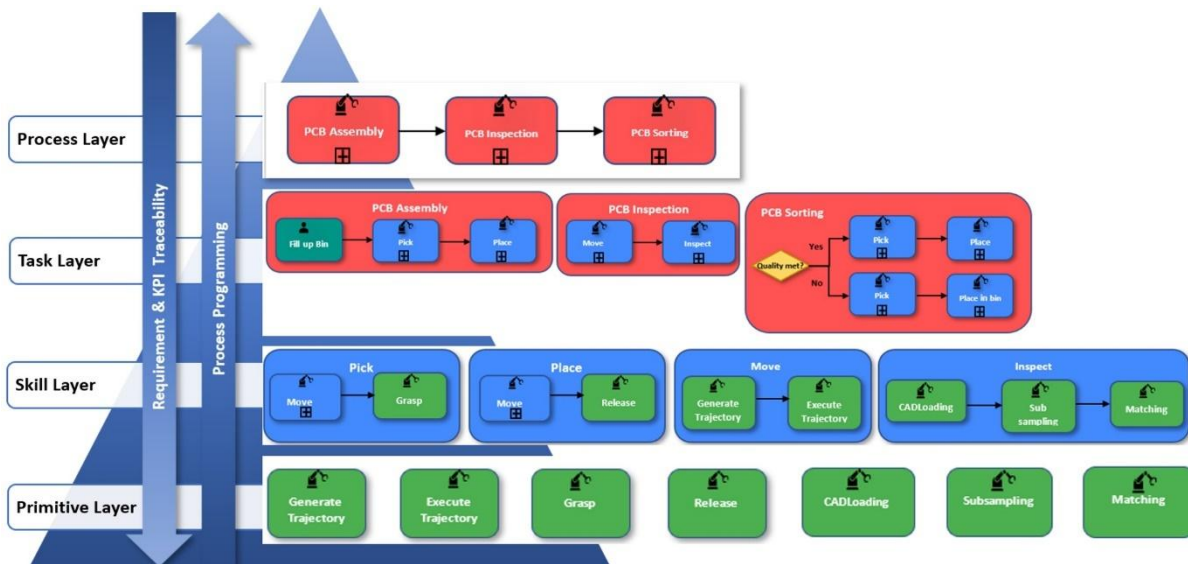 Requirement & KPI Traceability
Process Programming
Process Layer
PCB Assembly
PCB Inspection
PCB Sorting
Task Layer
PCB Assembly
Fill up Bin
Pick
Place
PCB Inspection
Move
Inspect
PCB Sorting
Quality met?
Yes
Pick
Place
No
Pick
Place in bin
Skill Layer
Pick
Move
Grasp
Place
Move
Release
Move
Generate
Trajectory
Execute
Trajectory
Inspect
CADLoading
Sub
sampling
Matching
Primitive Layer
Generate
Trajectory
Execute
Trajectory
Grasp
Release
CADLoading
Subsampling
Matching